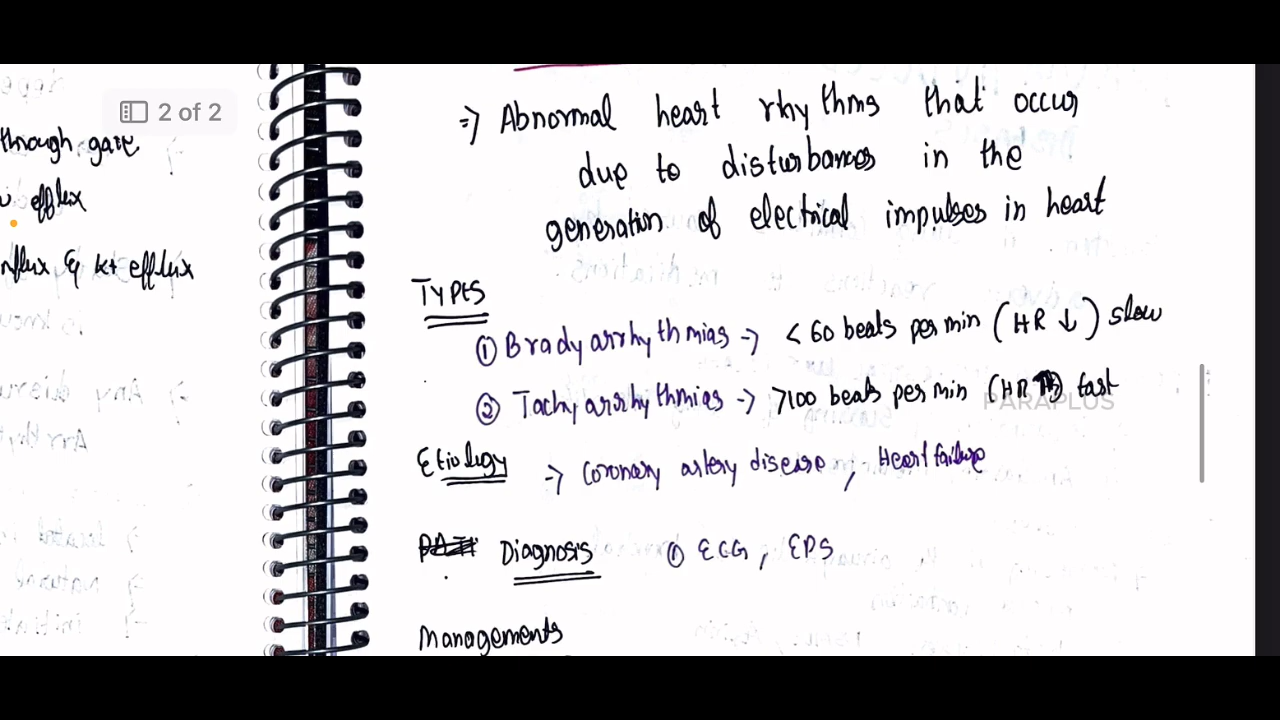 2 of 2
through gate
efflux
nflux & k+ efflux
=> Abnormal heart rhythms that occur
due to disturbances in the
generation of electrical impulses in heart
Types
① Bradyarrhythmias -> < 60 beats per min (HR ↓) slow
② Tachyarrhythmias -> >100 beats per min (HR ↑) fast
PARAPLUS
Etiology -> Coronary artery disease, Heart failure
Diagnosis ① ECG, EPS
Managements